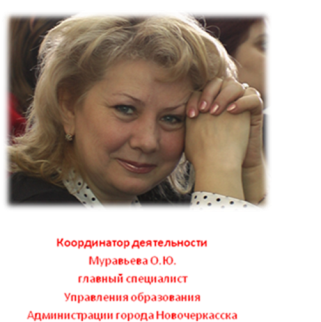 Координатор деятельности
Муравьева О.Ю.
главный специалист
Управления образования
Администрации города Новочеркасска